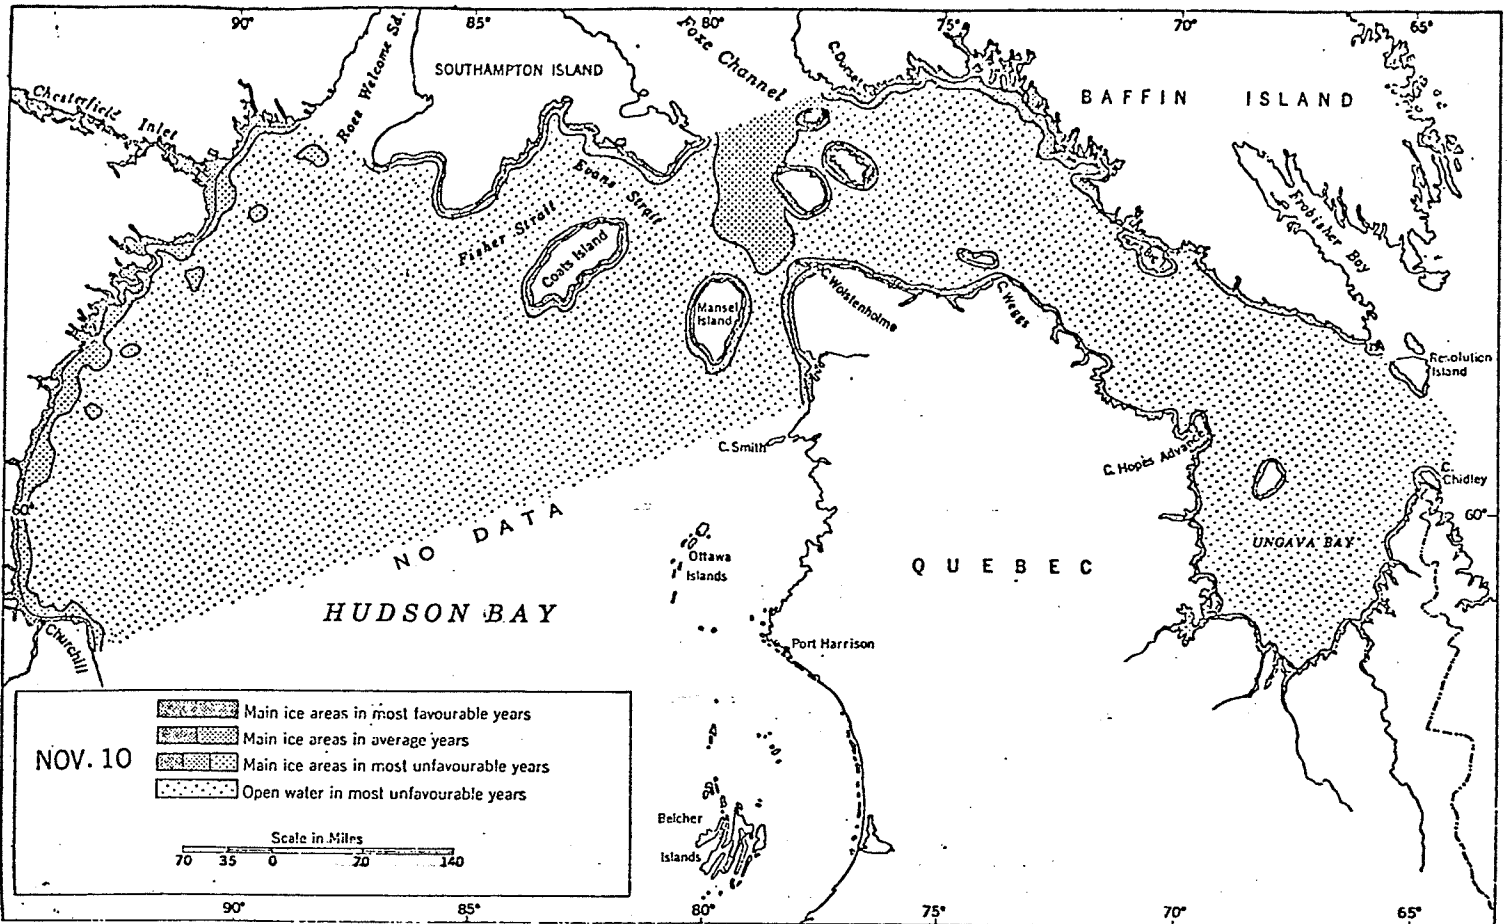 90°
85°
80°
75°
70°
65°
Chesterfield Inlet
Roes Welcome Sd.
SOUTHAMPTON ISLAND
Foxe Channel
C. Dorset
BAFFIN ISLAND
Frobisher Bay
Evans Strait
Fisher Strait
Coats Island
Mansel
Island
C. Wolstenholme
C. Weggs
Resolution
Island
C. Smith
C. Hopes Advance
C.
Chidley
60°
60°
NO DATA
Ottawa
Islands
UNGAVA BAY
QUEBEC
HUDSON BAY
Churchill
Port Harrison
NOV. 10
Main ice areas in most favourable years
Main ice areas in average years
Main ice areas in most unfavourable years
Open water in most unfavourable years
Scale in Miles
70 35 0 70 140
Belcher
Islands
90°
85°
80°
75°
70°
65°